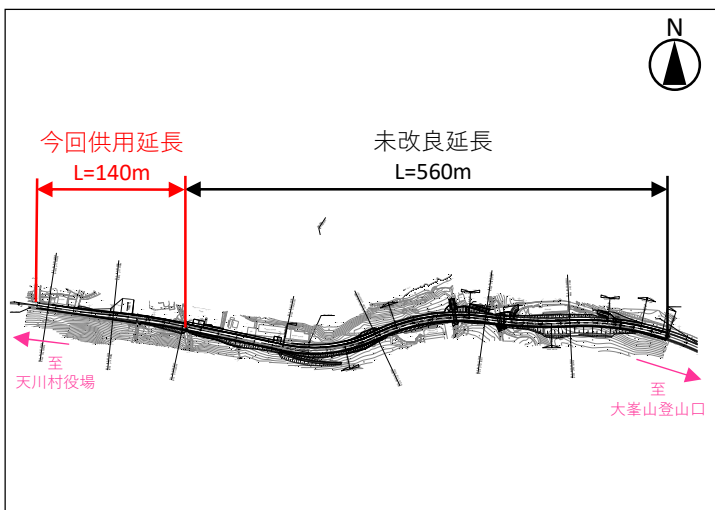 N
今回供用延長
L=140m
未改良延長
L=560m
至
天川村役場
至
大峯山登山口